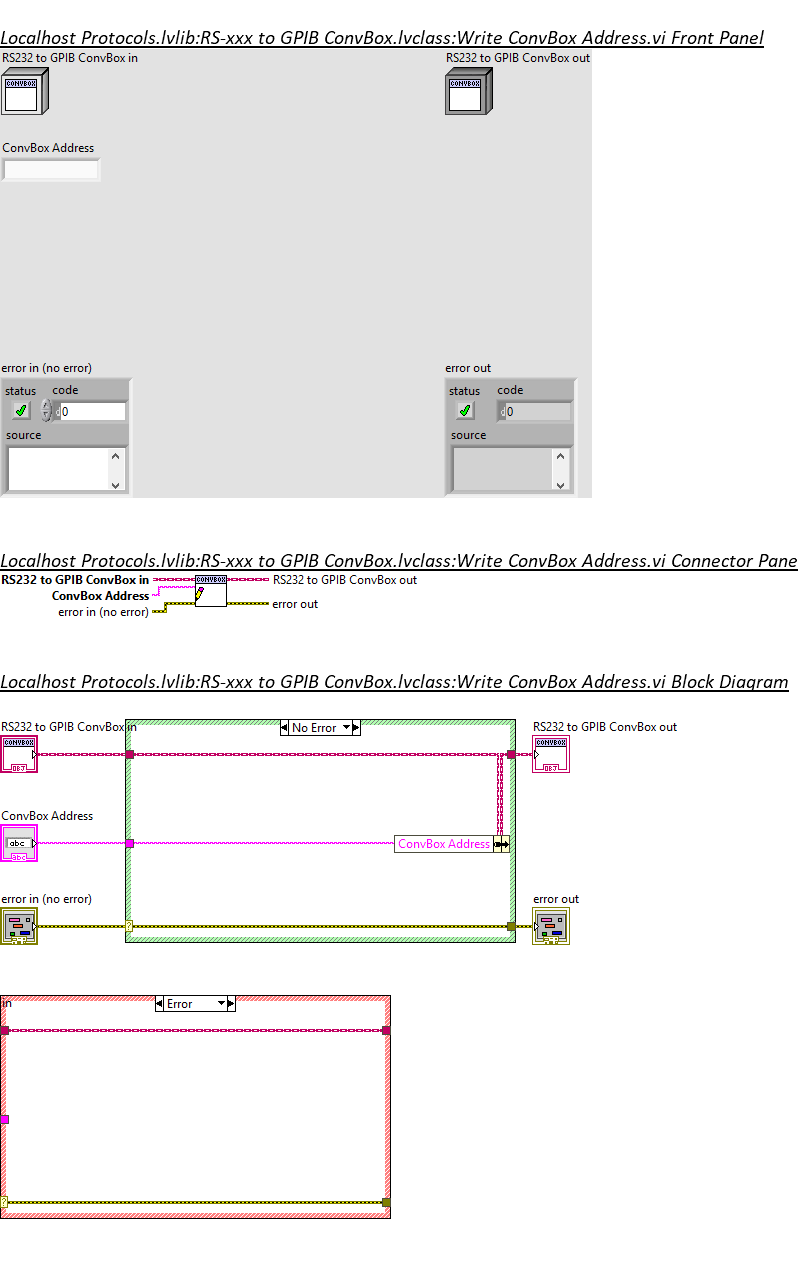 Localhost Protocols.lvlib:RS-xxx to GPIB ConvBox.lvclass:Write ConvBox Address.vi Front Panel
RS232 to GPIB ConvBox in
RS232 to GPIB ConvBox out
CONVBOX
CONVBOX
ConvBox Address
error in (no error)
error out
status
code
status
code
d
0
d
0
source
source
Localhost Protocols.lvlib:RS-xxx to GPIB ConvBox.lvclass:Write ConvBox Address.vi Connector Pane
RS232 to GPIB ConvBox in
CONVBOX
RS232 to GPIB ConvBox out
ConvBox Address
error in (no error)
error out
Localhost Protocols.lvlib:RS-xxx to GPIB ConvBox.lvclass:Write ConvBox Address.vi Block Diagram
RS232 to GPIB ConvBox in
No Error
RS232 to GPIB ConvBox out
CONVBOX
OBJ
CONVBOX
OBJ
ConvBox Address
abc
abc
ConvBox Address
error in (no error)
error out
?
in
Error
?